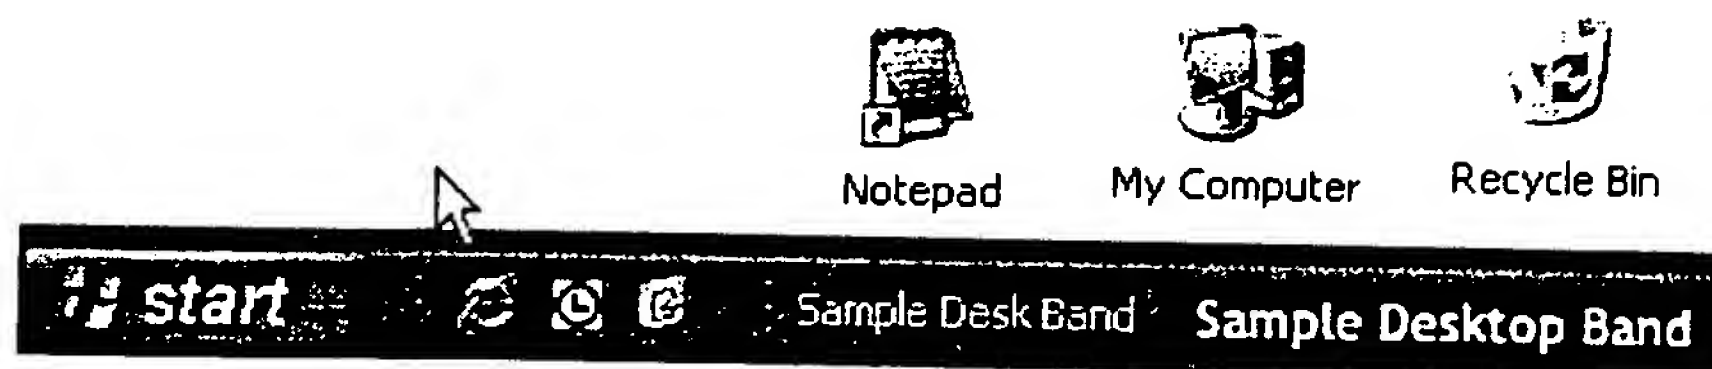 Notepad
My Computer
Recycle Bin
start
Sample Desk Band
Sample Desktop Band